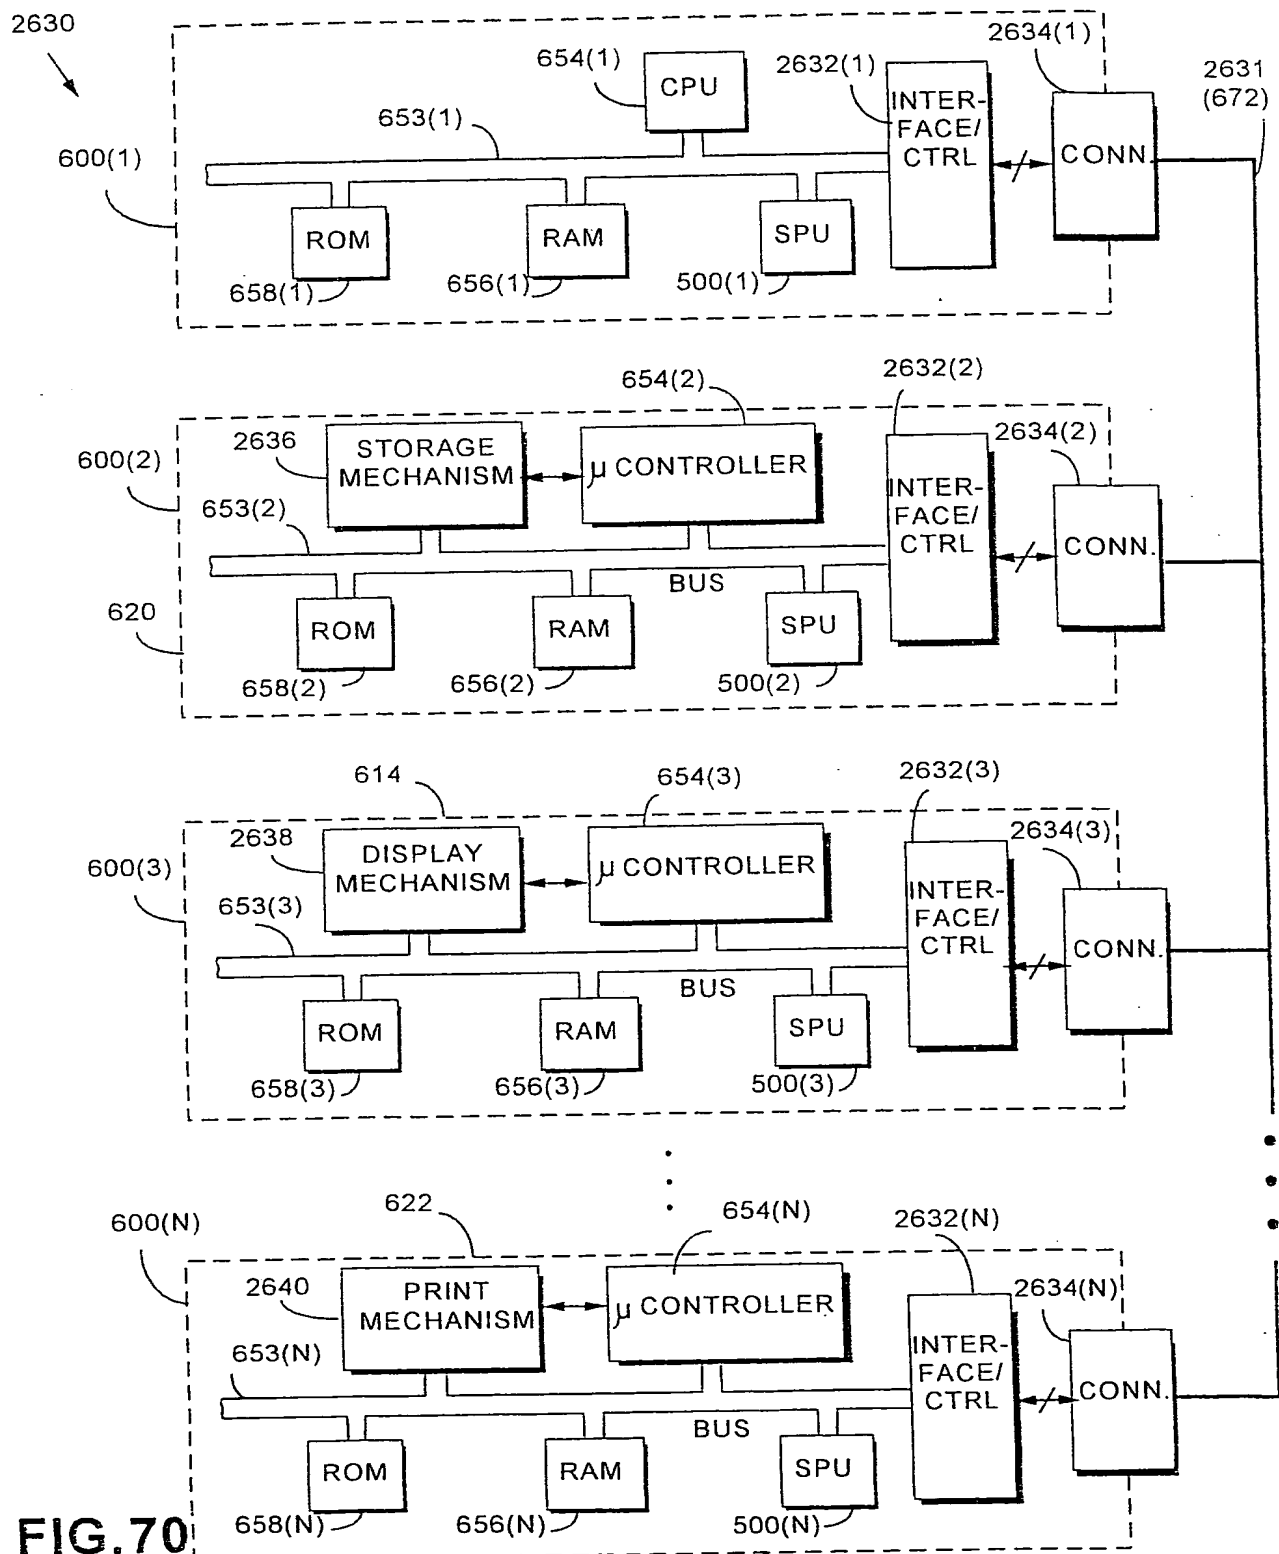 2630
2634(1)
654(1)
2632(1)
2631
(672)
CPU
INTER-
FACE/
CTRL
653(1)
600(1)
CONN.
ROM
RAM
SPU
658(1)
656(1)
500(1)
2632(2)
654(2)
2634(2)
2636
STORAGE
MECHANISM
µ CONTROLLER
600(2)
INTER-
FACE/
CTRL
653(2)
CONN.
BUS
620
ROM
RAM
SPU
658(2)
656(2)
500(2)
614
654(3)
2632(3)
2634(3)
2638
DISPLAY
MECHANISM
µ CONTROLLER
600(3)
INTER-
FACE/
CTRL
653(3)
CONN.
BUS
ROM
RAM
SPU
658(3)
656(3)
500(3)
600(N)
622
654(N)
2632(N)
2634(N)
2640
PRINT
MECHANISM
µ CONTROLLER
INTER-
FACE/
CTRL
653(N)
CONN.
BUS
ROM
RAM
SPU
658(N)
656(N)
500(N)
FIG.70